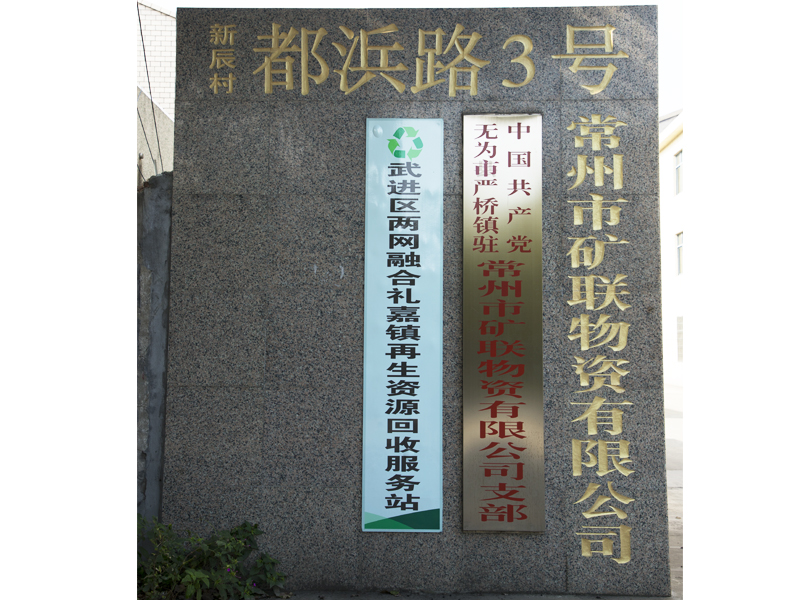 新辰村
都浜路3号
常州市矿联物资有限公司
中国共产党
无为市严桥镇驻
常州市矿联物资有限公司支部
武进区两网融合礼嘉镇再生资源回收服务站